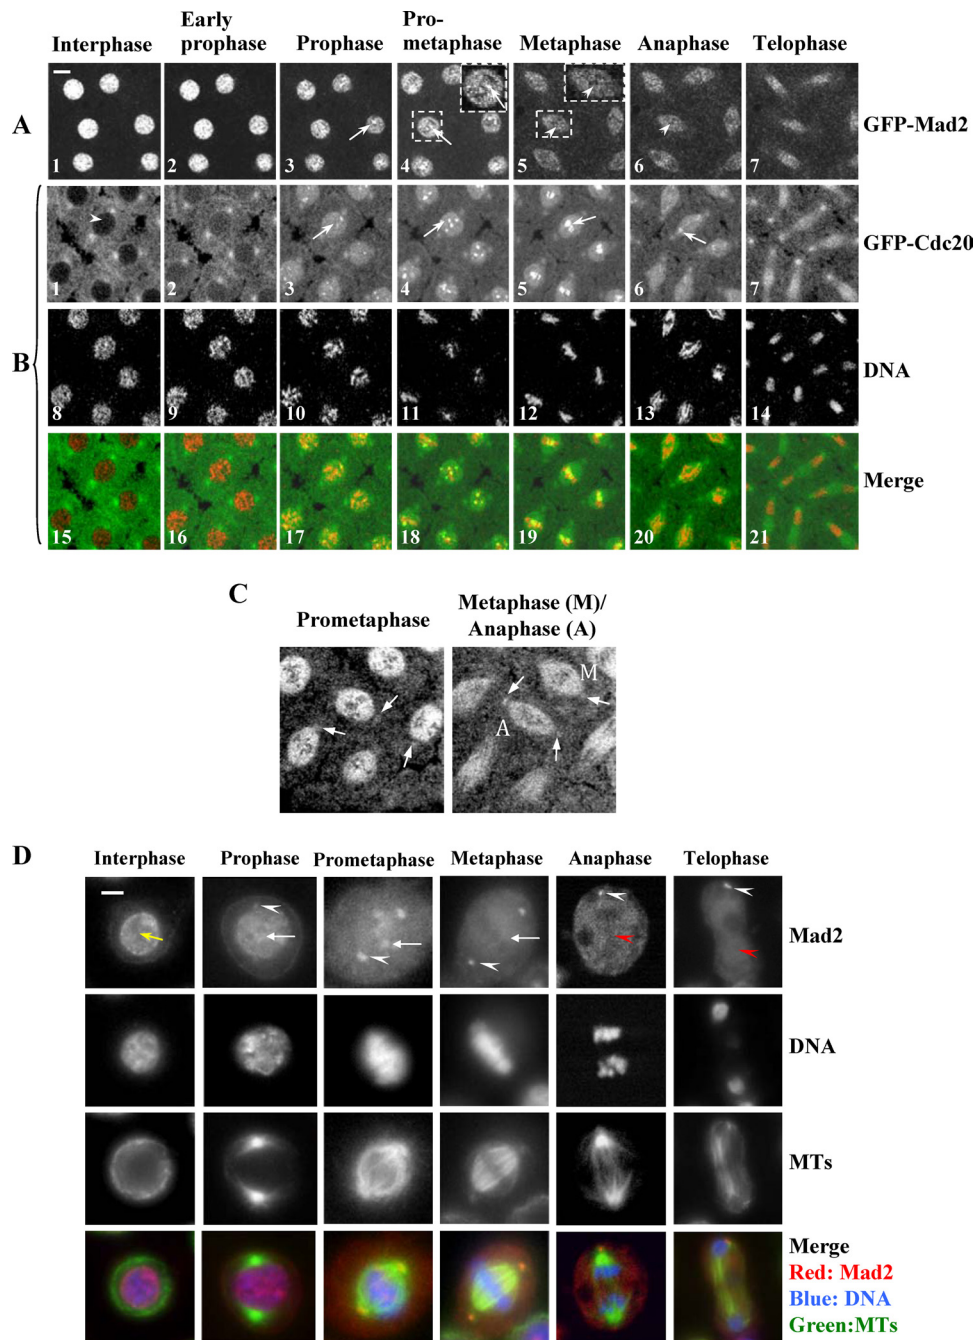 Interphase
Early
prophase
Prophase
Pro-
metaphase
Metaphase
Anaphase
Telophase
A
1
2
3
4
5
6
7
GFP-Mad2
B
1
2
3
4
5
6
7
GFP-Cdc20
8
9
10
11
12
13
14
DNA
15
16
17
18
19
20
21
Merge
C
Prometaphase
Metaphase (M)/
Anaphase (A)
M
A
D
Interphase
Prophase
Prometaphase
Metaphase
Anaphase
Telophase
Mad2
DNA
MTs
Merge
Red: Mad2
Blue: DNA
Green:MTs